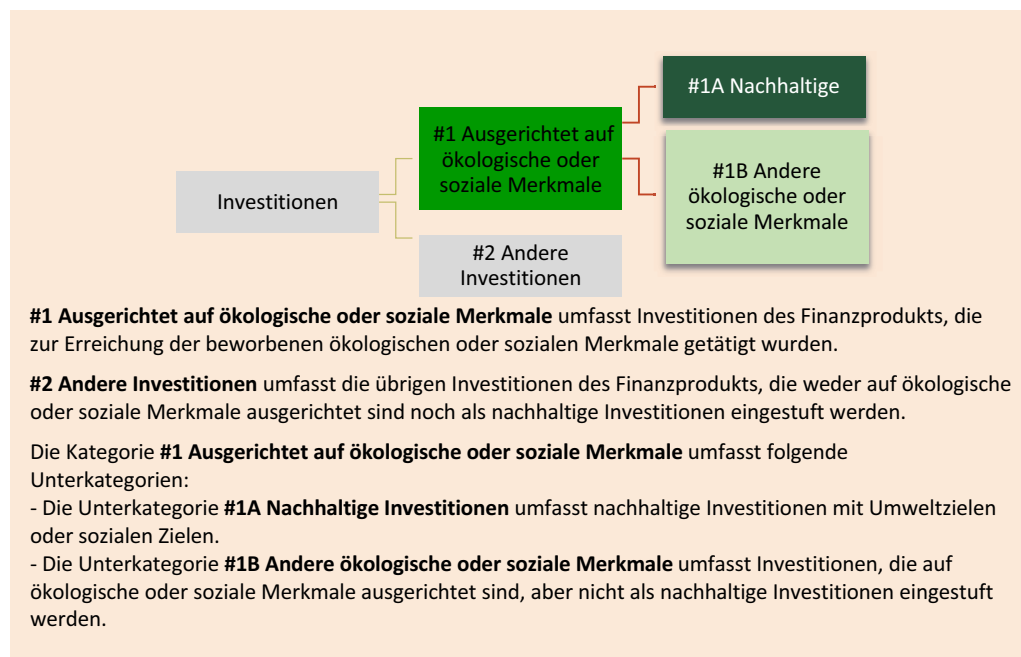 #1A Nachhaltige
#1 Ausgerichtet auf
ökologische oder
soziale Merkmale
#1B Andere
ökologische oder
soziale Merkmale
Investitionen
#2 Andere
Investitionen
#1 Ausgerichtet auf ökologische oder soziale Merkmale umfasst Investitionen des Finanzprodukts, die
zur Erreichung der beworbenen ökologischen oder sozialen Merkmale getätigt wurden.
#2 Andere Investitionen umfasst die übrigen Investitionen des Finanzprodukts, die weder auf ökologische
oder soziale Merkmale ausgerichtet sind noch als nachhaltige Investitionen eingestuft werden.
Die Kategorie #1 Ausgerichtet auf ökologische oder soziale Merkmale umfasst folgende
Unterkategorien:
- Die Unterkategorie #1A Nachhaltige Investitionen umfasst nachhaltige Investitionen mit Umweltzielen
oder sozialen Zielen.
- Die Unterkategorie #1B Andere ökologische oder soziale Merkmale umfasst Investitionen, die auf
ökologische oder soziale Merkmale ausgerichtet sind, aber nicht als nachhaltige Investitionen eingestuft
werden.